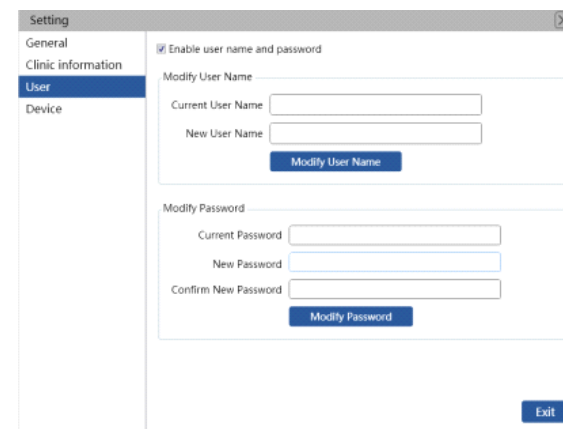 Setting
General
Clinic information
User
Device
Enable user name and password
Modify User Name
Current User Name
New User Name
Modify User Name
Modify Password
Current Password
New Password
Confirm New Password
Modify Password
Exit